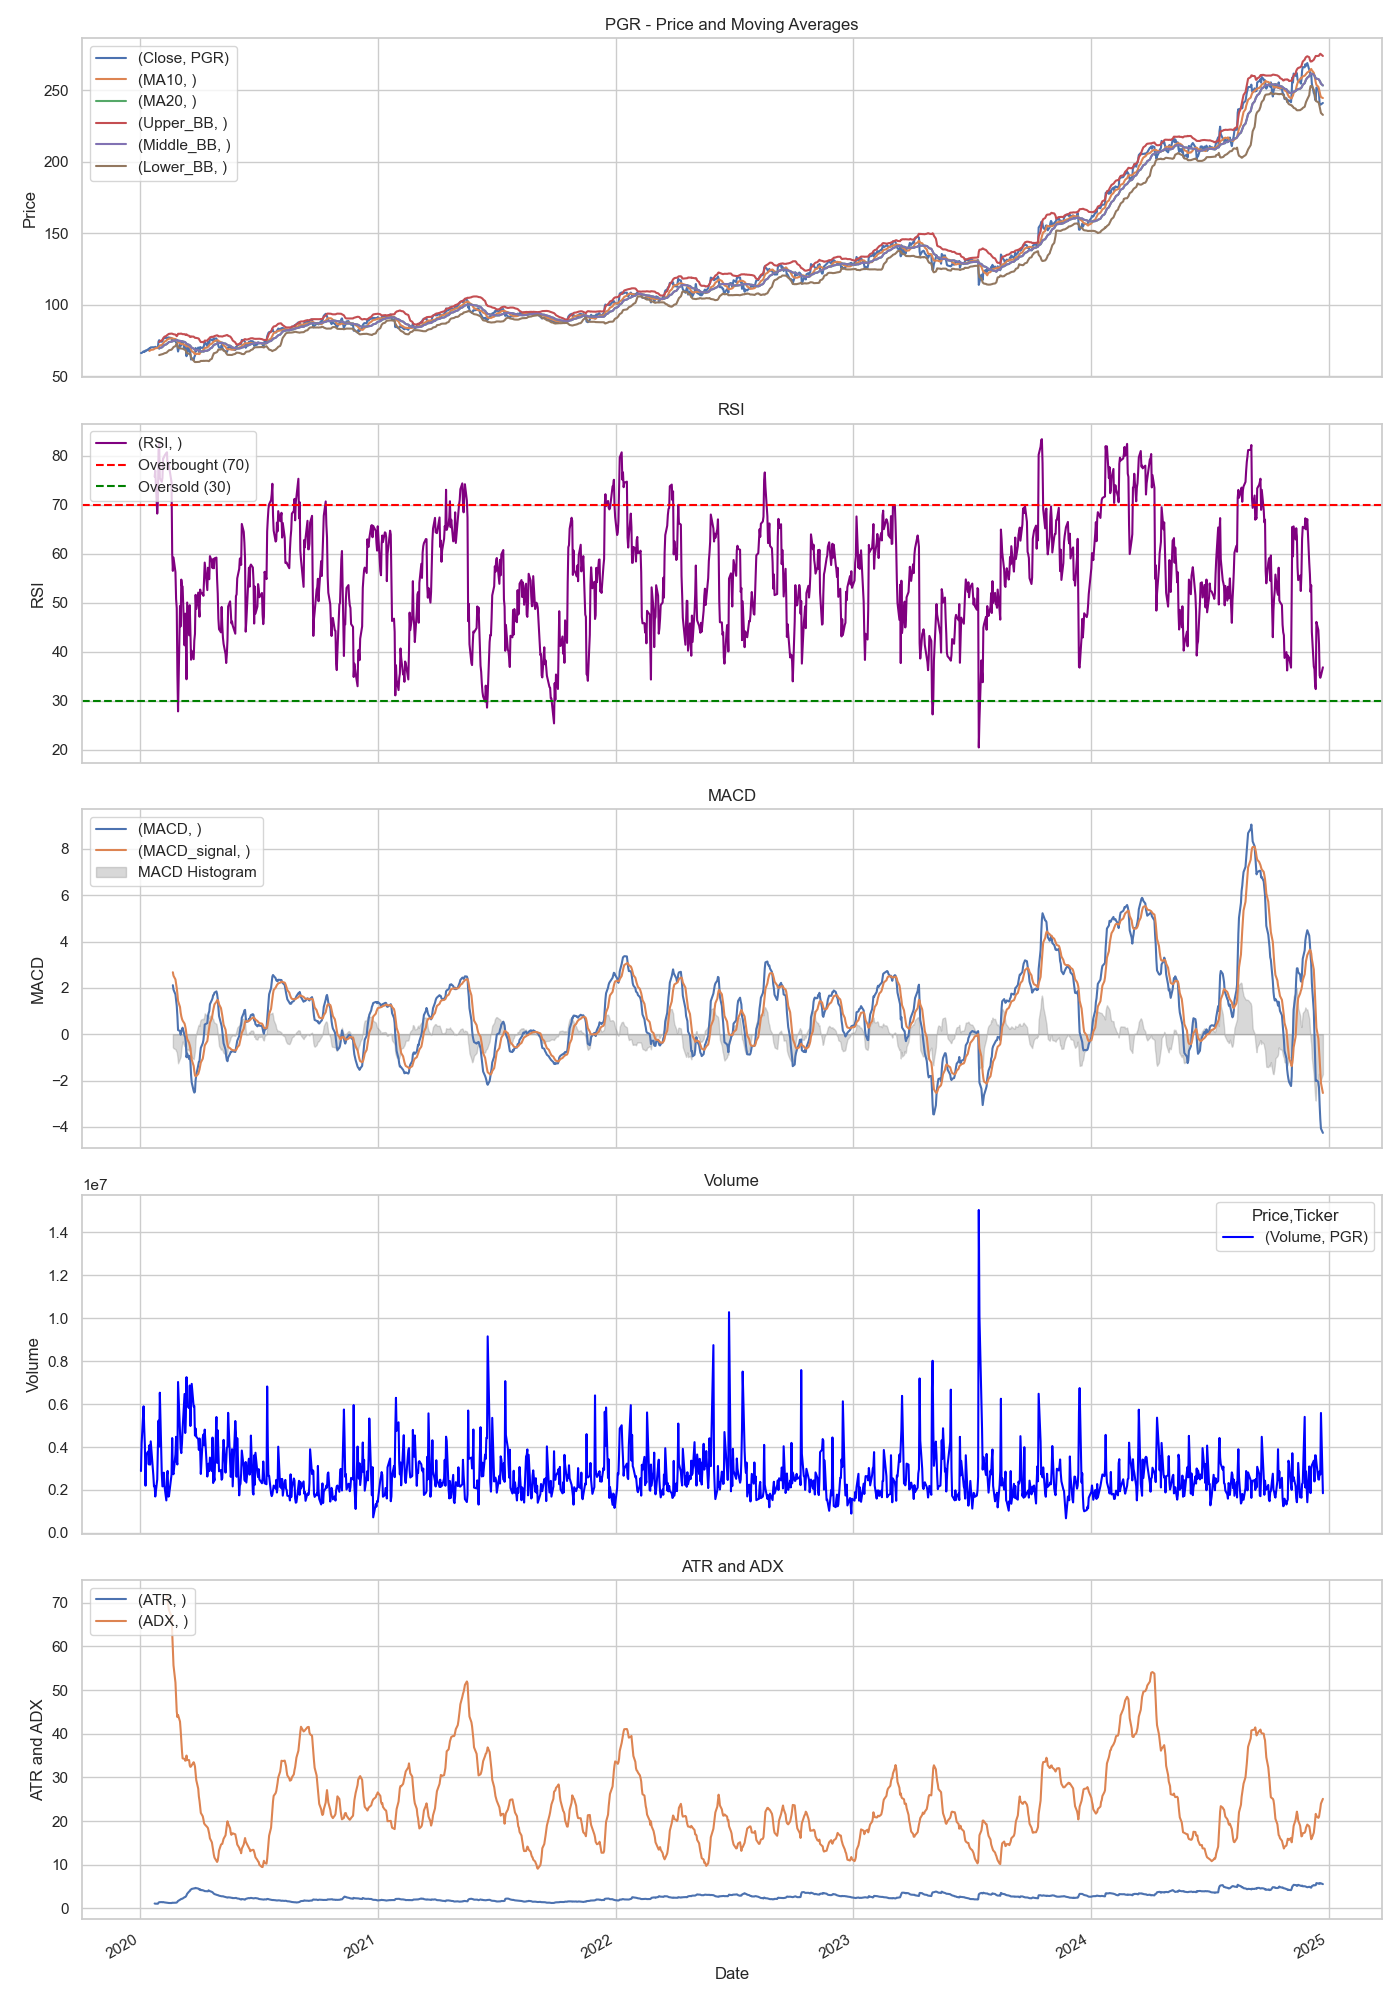 PGR - Price and Moving Averages
(Close, PGR)
(MA10, )
(MA20, )
(Upper_BB, )
(Middle_BB, )
(Lower_BB, )
250
200
150
100
50
Price
RSI
(RSI, )
Overbought (70)
Oversold (30)
80
70
60
50
40
30
20
RSI
MACD
(MACD, )
(MACD_signal, )
MACD Histogram
8
6
4
2
0
−2
−4
MACD
Volume
1e7
Price,Ticker
(Volume, PGR)
1.4
1.2
1.0
0.8
0.6
0.4
0.2
0.0
Volume
ATR and ADX
(ATR, )
(ADX, )
70
60
50
40
30
20
10
0
ATR and ADX
2020
2021
2022
2023
2024
2025
Date